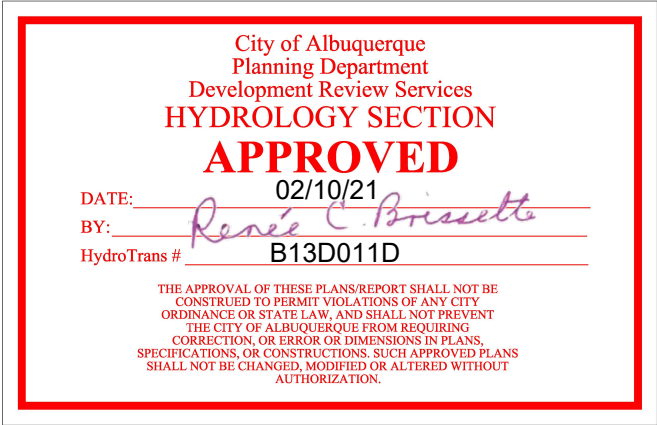 City of Albuquerque
Planning Department
Development Review Services
HYDROLOGY SECTION
APPROVED
DATE: 02/10/21
BY: Renée C. Brissette
HydroTrans # B13D011D
THE APPROVAL OF THESE PLANS/REPORT SHALL NOT BE
CONSTRUED TO PERMIT VIOLATIONS OF ANY CITY
ORDINANCE OR STATE LAW, AND SHALL NOT PREVENT
THE CITY OF ALBUQUERQUE FROM REQUIRING
CORRECTION, OR ERROR OR DIMENSIONS IN PLANS,
SPECIFICATIONS, OR CONSTRUCTIONS. SUCH APPROVED PLANS
SHALL NOT BE CHANGED, MODIFIED OR ALTERED WITHOUT
AUTHORIZATION.